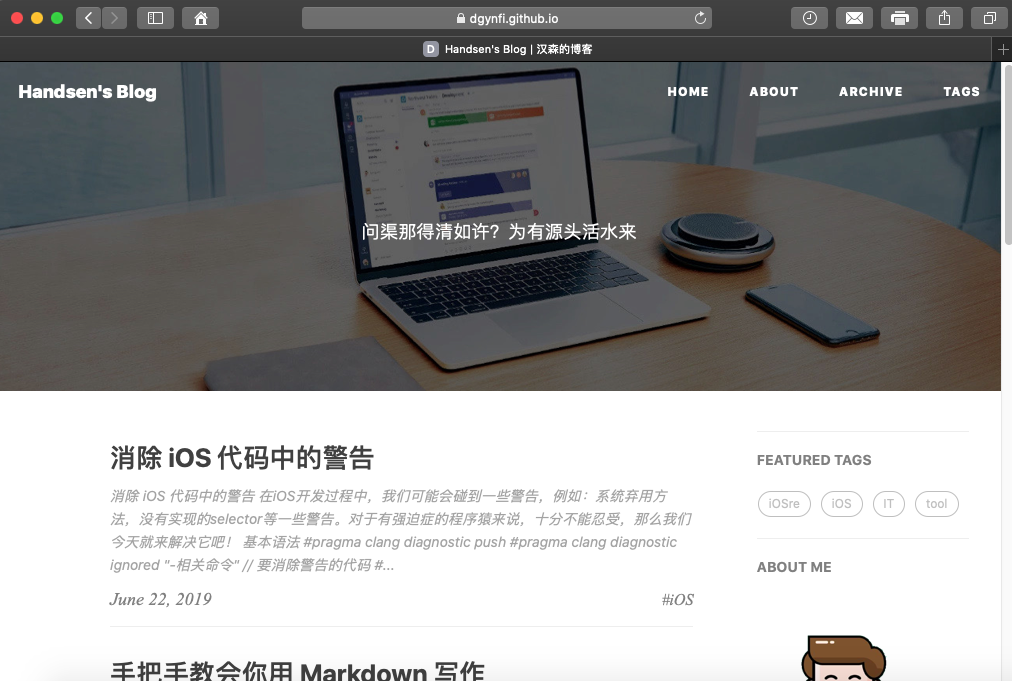 dgynfi.github.io
D Handsen's Blog | 汉森的博客
Handsen's Blog
HOME ABOUT ARCHIVE TAGS
问渠那得清如许？为有源头活水来
消除 iOS 代码中的警告
消除 iOS 代码中的警告 在iOS开发过程中，我们可能会碰到一些警告，例如：系统弃用方
法，没有实现的selector等一些警告。对于有强迫症的程序猿来说，十分不能忍受，那么我们
今天就来解决它吧！ 基本语法 #pragma clang diagnostic push #pragma clang diagnostic
ignored "-相关命令" // 要消除警告的代码 #...
June 22, 2019 #iOS
手把手教会你用 Markdown 写作
FEATURED TAGS
iOSre iOS IT tool
ABOUT ME